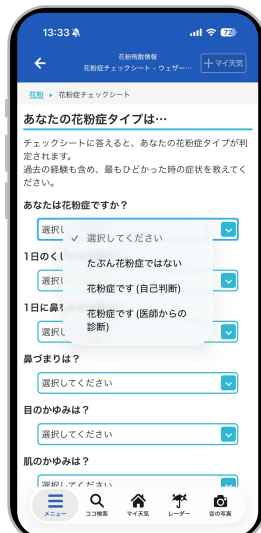 13:33
72
花粉飛散情報
花粉症チェックシート - ウェザー…
＋マイ天気
花粉 ▸ 花粉症チェックシート
あなたの花粉症タイプは…
チェックシートに答えると、あなたの花粉症タイプが判
定されます。
過去の経験も含め、最もひどかった時の症状を教えてく
ださい。
あなたは花粉症ですか？
選択し
✓ 選択してください
たぶん花粉症ではない
花粉症です (自己判断)
花粉症です (医師からの
診断)
1日のくし
選択し
1日に鼻を
選択し
鼻づまりは？
選択してください
目のかゆみは？
選択してください
肌のかゆみは？
選択してください
メニュー
ココ検索
マイ天気
レーダー
空の写真